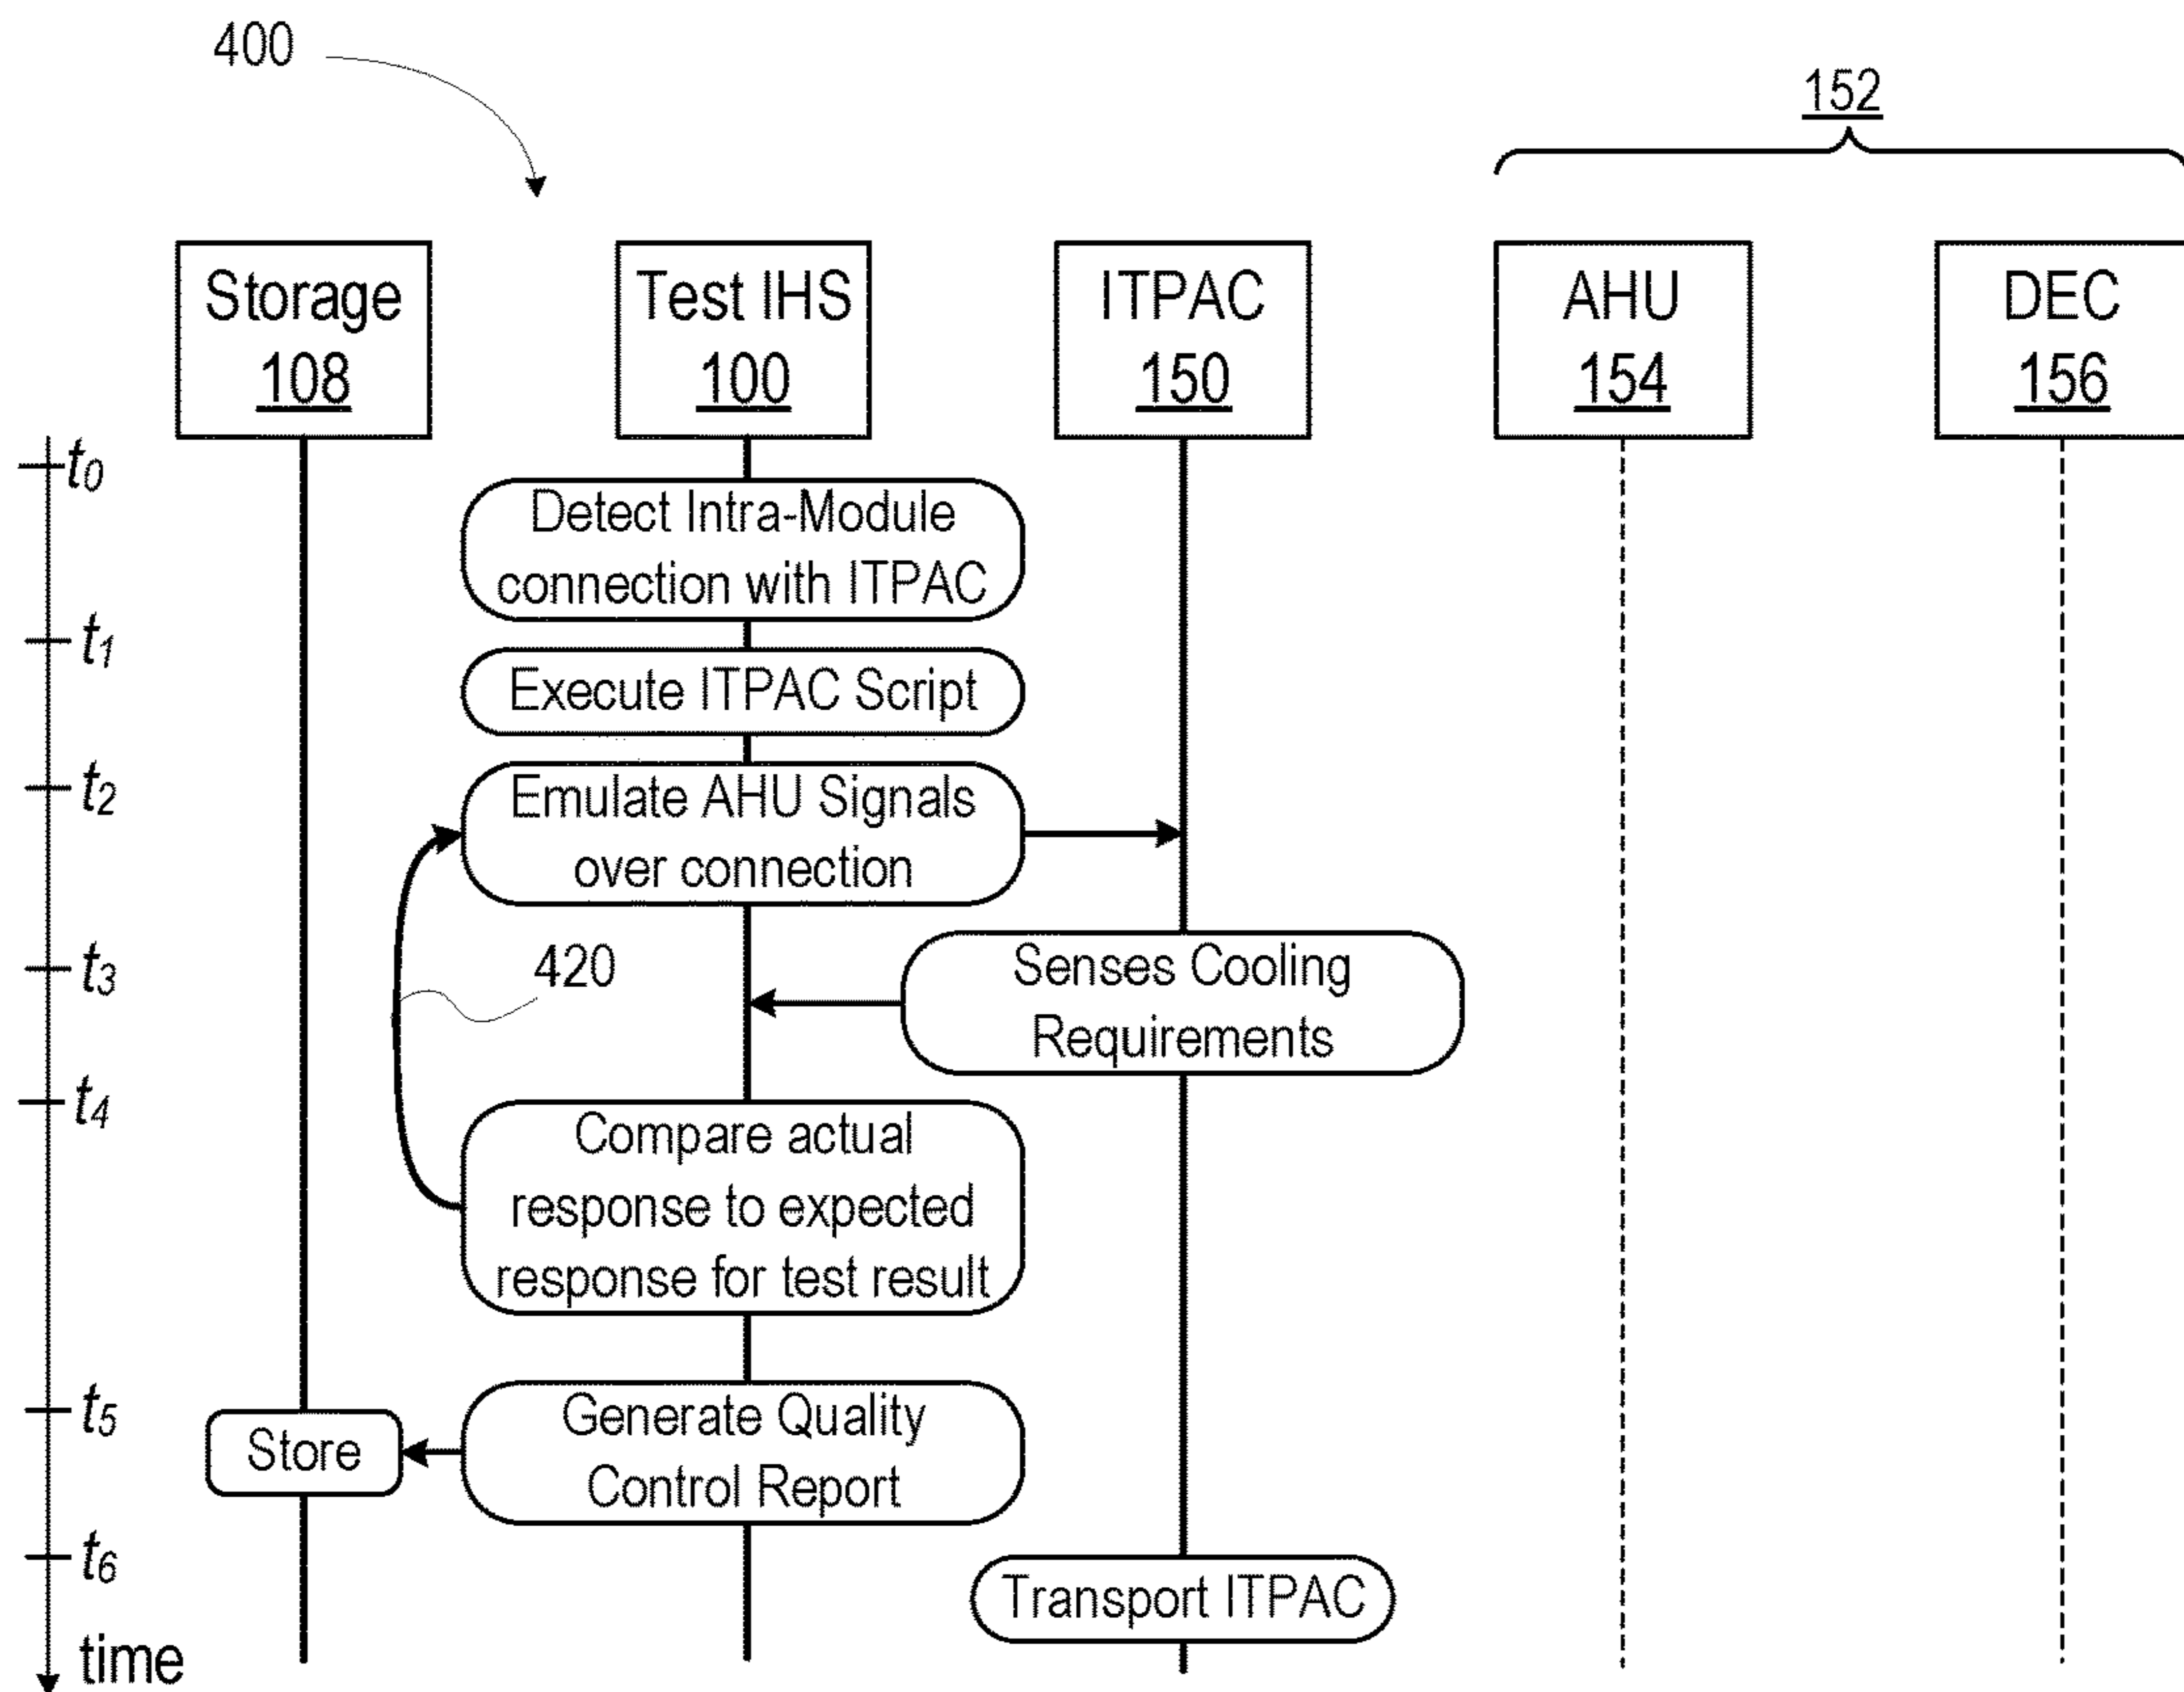 400
152
Storage
108
Test IHS
100
ITPAC
150
AHU
154
DEC
156
t0
Detect Intra-Module
connection with ITPAC
t1
Execute ITPAC Script
t2
Emulate AHU Signals
over connection
t3
420
Senses Cooling
Requirements
t4
Compare actual
response to expected
response for test result
t5
Store
Generate Quality
Control Report
t6
Transport ITPAC
time